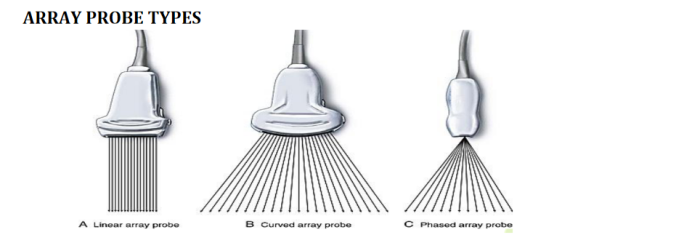 ARRAY PROBE TYPES
A Linear array probe
B Curved array probe
C Phased array probe